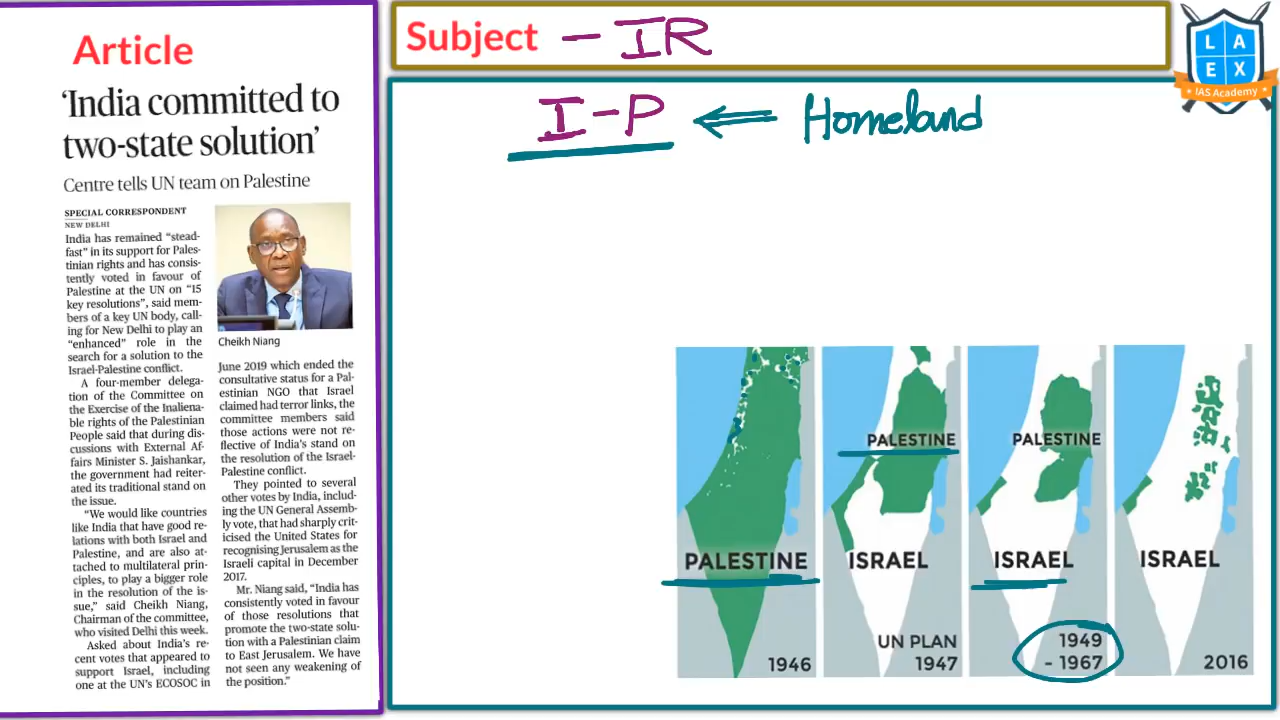 Article
'India committed to
two-state solution'
Centre tells UN team on Palestine
SPECIAL CORRESPONDENT
NEW DELHI
India has remained "stead-
fast" in its support for Pales-
tinian rights and has consis-
tently voted in favour of
Palestine at the UN on "15
key resolutions", said mem-
bers of a key UN body, call-
ing for New Delhi to play an
"enhanced" role in the
search for a solution to the
Israel-Palestine conflict.
A four-member delega-
tion of the Committee on
the Exercise of the Inaliena-
ble rights of the Palestinian
People said that during dis-
cussions with External Af-
fairs Minister S. Jaishankar,
the government had reiter-
ated its traditional stand on
the issue.
"We would like countries
like India that have good re-
lations with both Israel and
Palestine, and are also at-
tached to multilateral prin-
ciples, to play a bigger role
in the resolution of the is-
sue," said Cheikh Niang,
Chairman of the committee,
who visited Delhi this week.
Asked about India's re-
cent votes that appeared to
support Israel, including
one at the UN's ECOSOC in
Cheikh Niang
June 2019 which ended the
consultative status for a Pal-
estinian NGO that Israel
claimed had terror links, the
committee members said
those actions were not re-
flective of India's stand on
the resolution of the Israel-
Palestine conflict.
They pointed to several
other votes by India, includ-
ing the UN General Assemb-
ly vote, that had sharply crit-
icised the United States for
recognising Jerusalem as the
Israeli capital in December
2017.
Mr. Niang said, "India has
consistently voted in favour
of those resolutions that
promote the two-state solu-
tion with a Palestinian claim
to East Jerusalem. We have
not seen any weakening of
the position."
Subject - IR
LA
EX
IAS Academy
I-P ⇐ Homeland
PALESTINE
1946
PALESTINE
ISRAEL
UN PLAN
1947
PALESTINE
ISRAEL
1949
- 1967
ISRAEL
2016